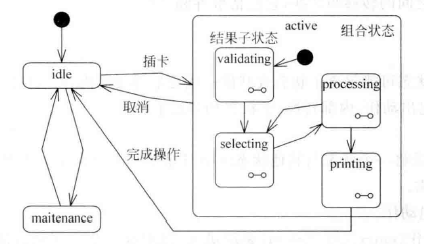 active
组合状态
结果子状态
validating
插卡
idle
processing
取消
selecting
完成操作
printing
maitenance